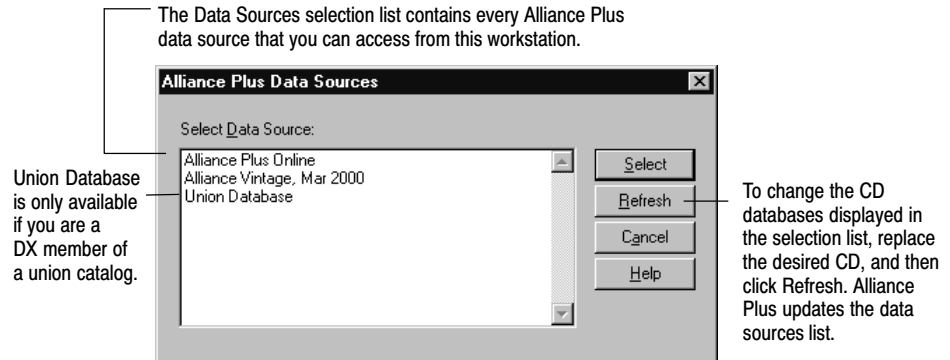 The Data Sources selection list contains every Alliance Plus
data source that you can access from this workstation.
Alliance Plus Data Sources
Select Data Source:
Alliance Plus Online
Alliance Vintage, Mar 2000
Union Database
Select
Refresh
Cancel
Help
Union Database
is only available
if you are a
DX member of
a union catalog.
To change the CD
databases displayed in
the selection list, replace
the desired CD, and then
click Refresh. Alliance
Plus updates the data
sources list.